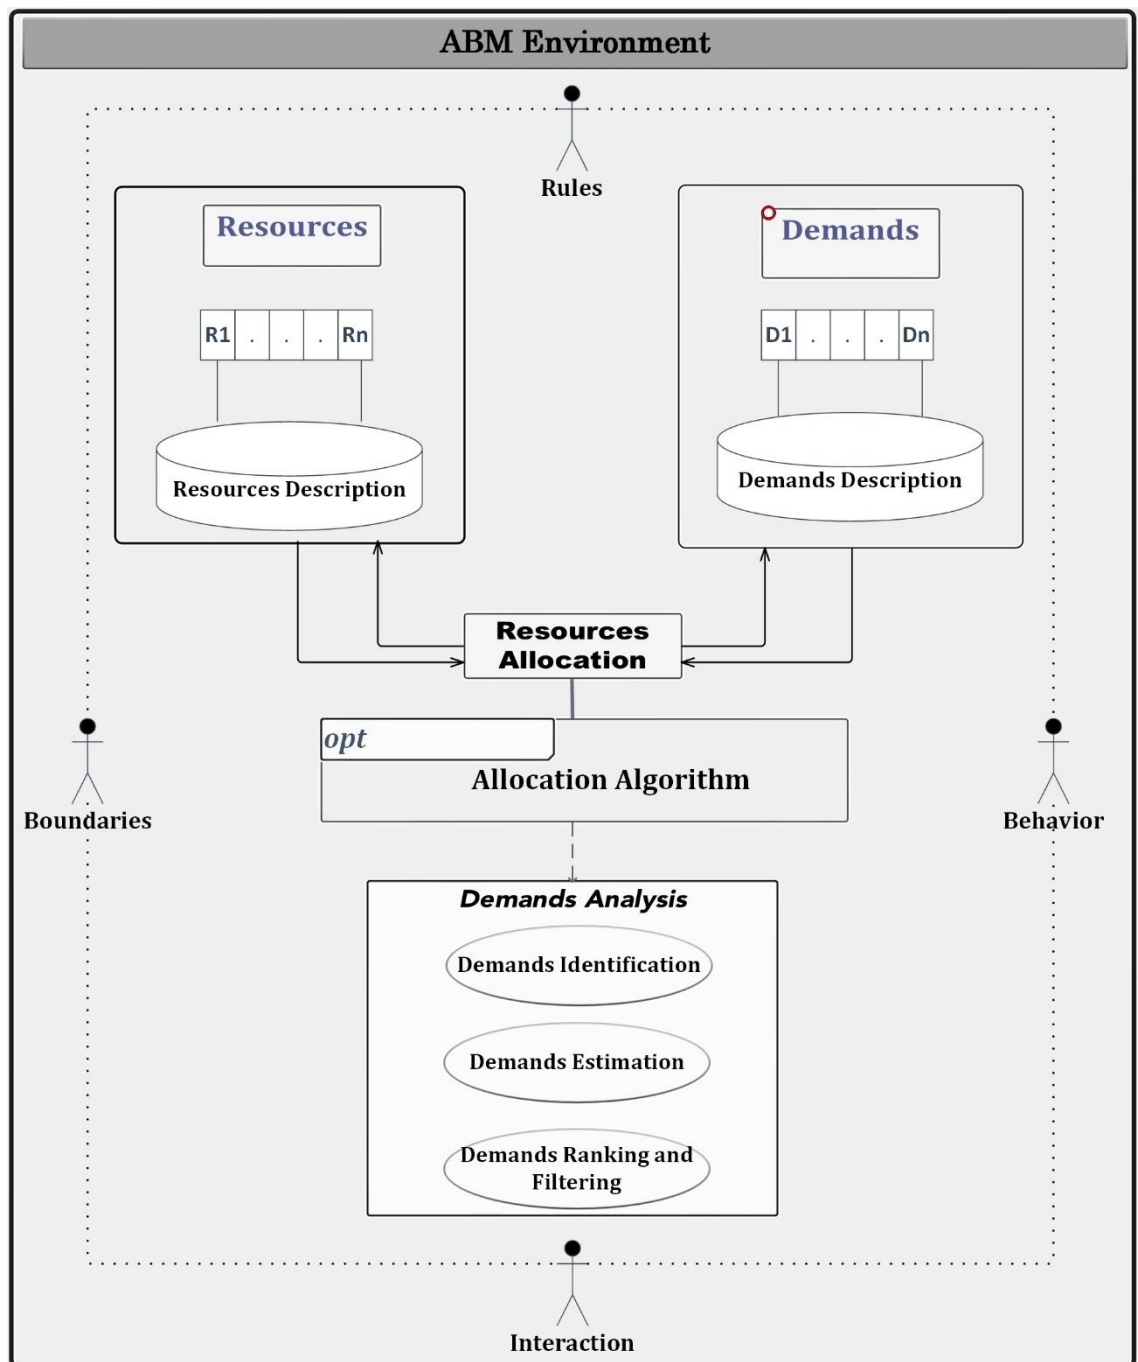 ABM Environment
Rules
Resources
Demands
R1 . . . Rn
D1 . . . Dn
Resources Description
Demands Description
Resources
Allocation
opt
Allocation Algorithm
Boundaries
Behavior
Demands Analysis
Demands Identification
Demands Estimation
Demands Ranking and
Filtering
Interaction